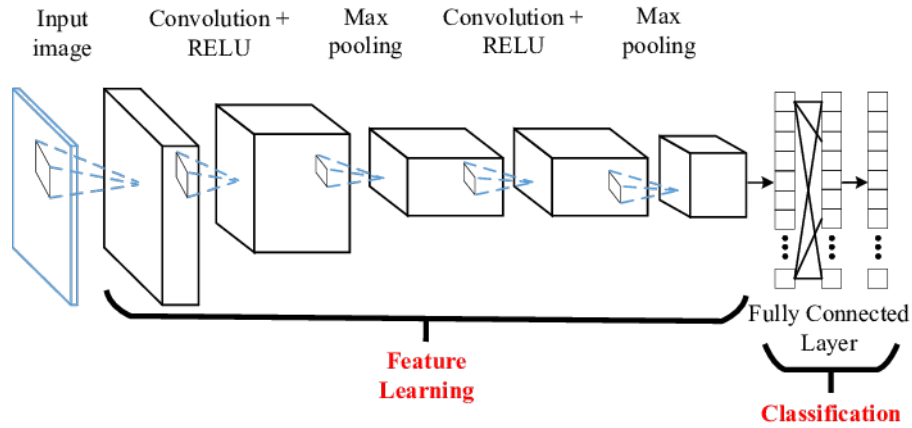 Input
image
Convolution +
RELU
Max
pooling
Convolution +
RELU
Max
pooling
Fully Connected
Layer
Feature
Learning
Classification